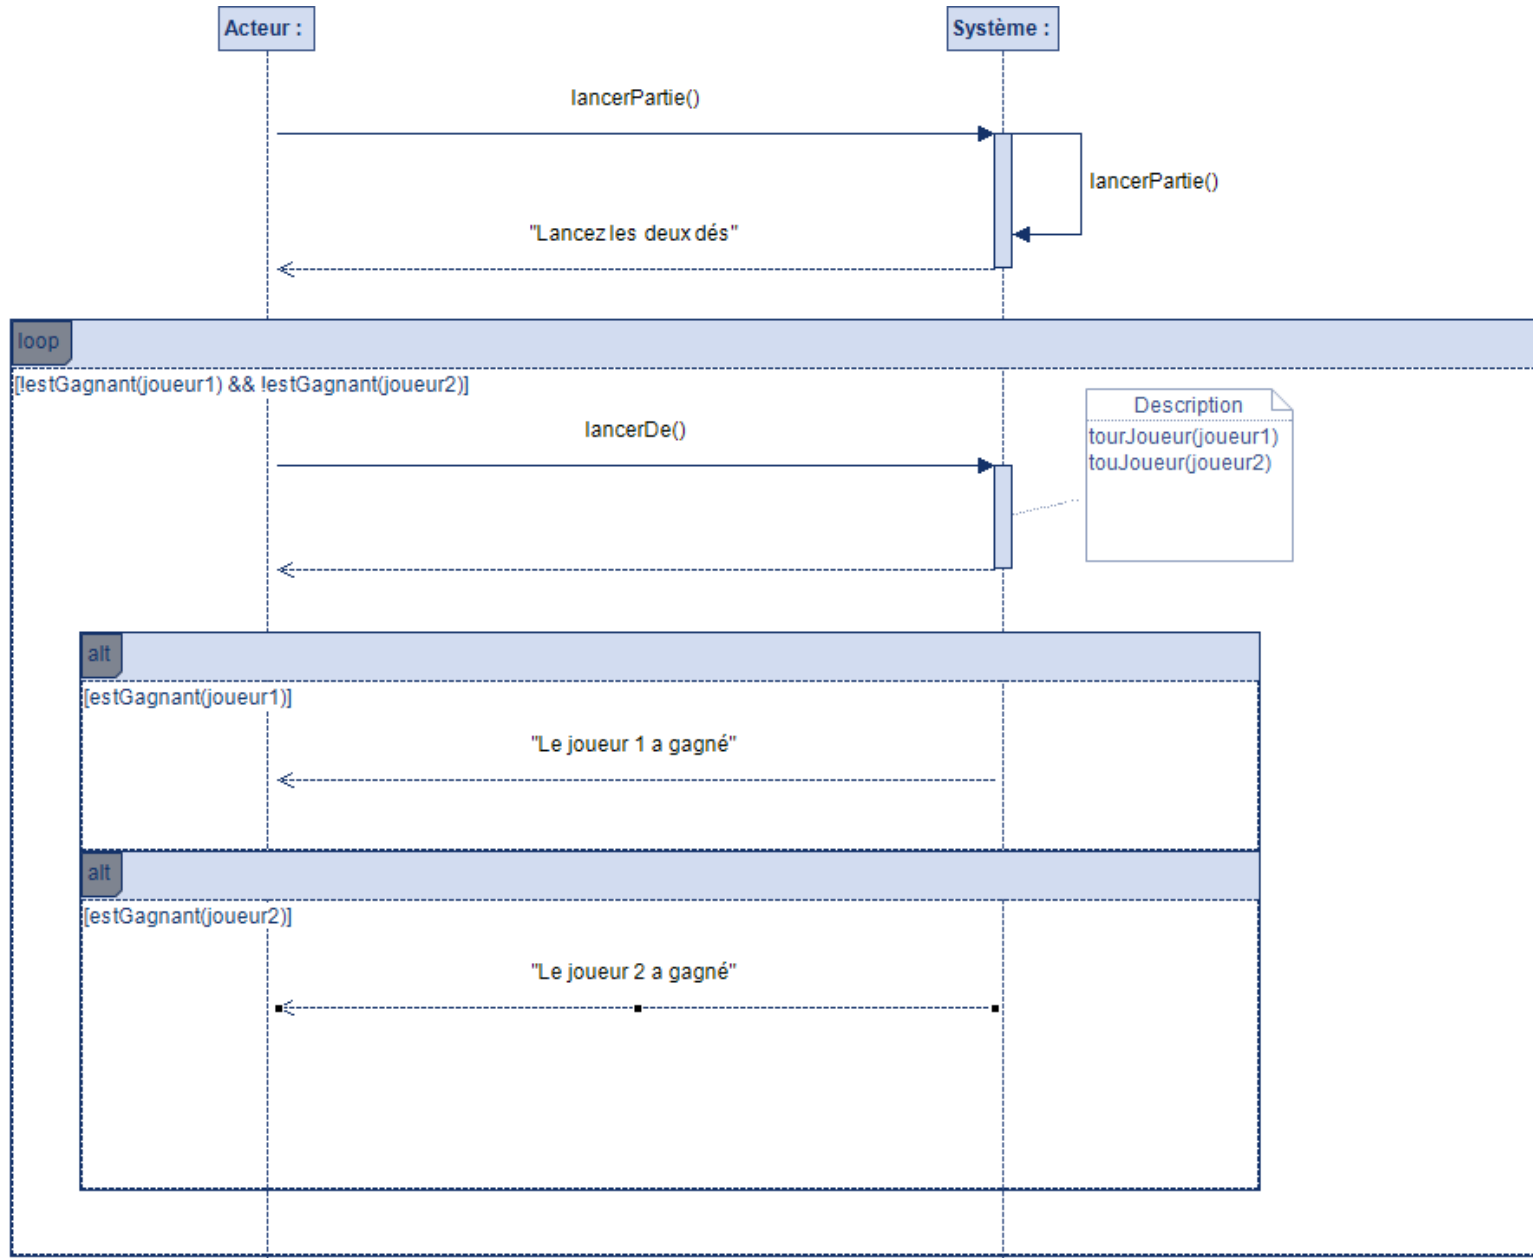 Acteur :
Système :
lancerPartie()
lancerPartie()
"Lancez les deux dés"
loop
[!estGagnant(joueur1) && !estGagnant(joueur2)]
Description
tourJoueur(joueur1)
touJoueur(joueur2)
lancerDe()
alt
[estGagnant(joueur1)]
"Le joueur 1 a gagné"
alt
[estGagnant(joueur2)]
"Le joueur 2 a gagné"